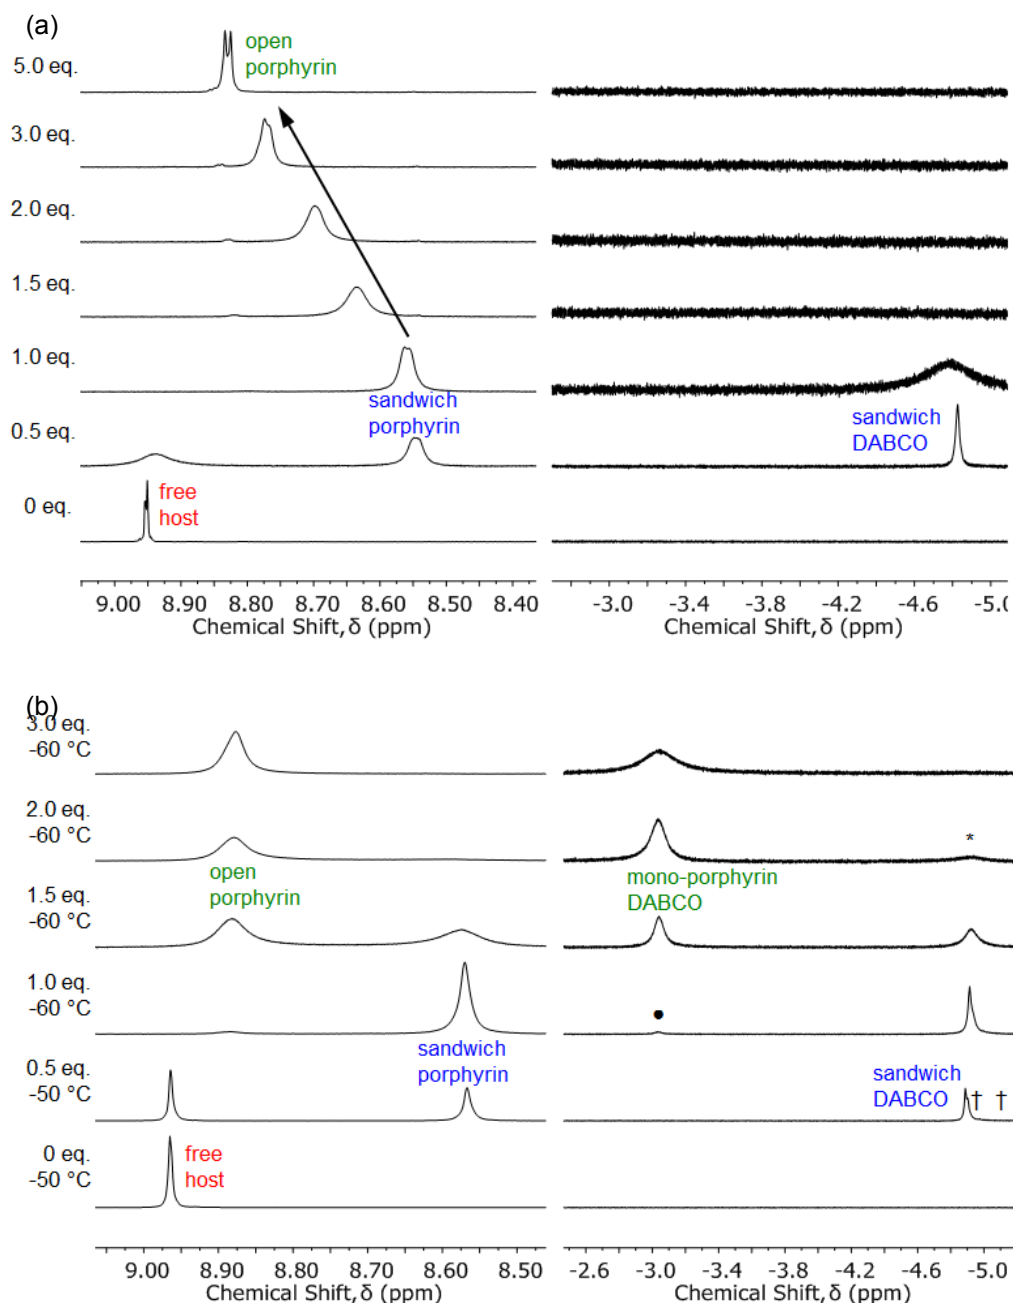 (a)
open
porphyrin
5.0 eq.
3.0 eq.
2.0 eq.
1.5 eq.
1.0 eq.
sandwich
porphyrin
sandwich
DABCO
0.5 eq.
free
host
0 eq.
9.00 8.90 8.80 8.70 8.60 8.50 8.40
-3.0 -3.4 -3.8 -4.2 -4.6 -5.0
Chemical Shift, δ (ppm)
Chemical Shift, δ (ppm)
(b)
3.0 eq.
-60 °C
2.0 eq.
-60 °C
*
open
porphyrin
mono-porphyrin
DABCO
1.5 eq.
-60 °C
1.0 eq.
-60 °C
●
sandwich
porphyrin
0.5 eq.
-50 °C
sandwich
DABCO † †
0 eq.
-50 °C
free
host
9.00 8.90 8.80 8.70 8.60 8.50
-2.6 -3.0 -3.4 -3.8 -4.2 -4.6 -5.0
Chemical Shift, δ (ppm)
Chemical Shift, δ (ppm)